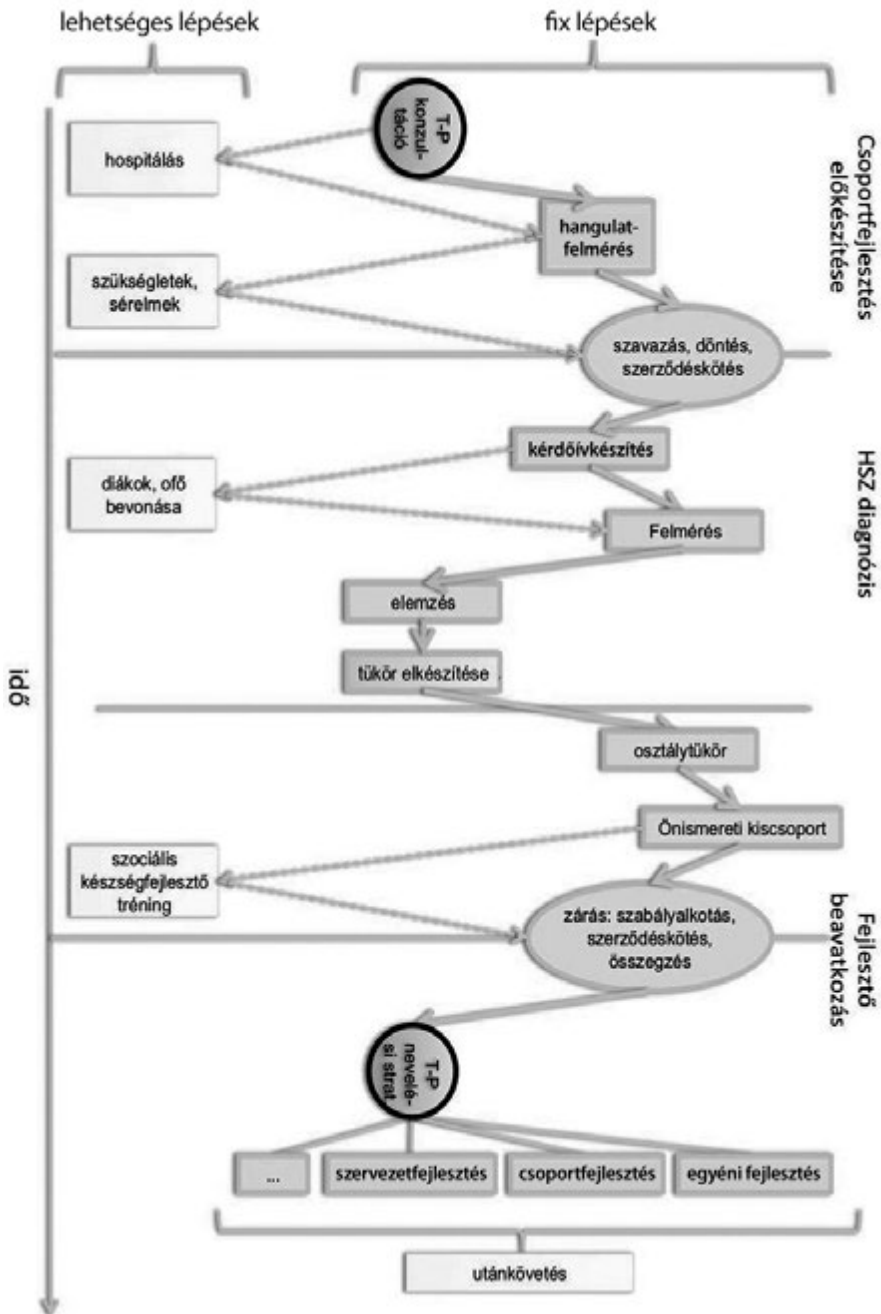 lehetséges lépések
fix lépések
T-P
konzul-
táció
hospitálás
Csoportfejlesztés
előkészítése
hangulat-
felmérés
szükségletek,
sérelmek
szavazás, döntés,
szerződéskötés
kérdőívkészítés
diákok, ofő
bevonása
HSZ diagnózis
Felmérés
elemzés
tükör elkészítése
idő
osztálytükör
Önismereti kiscsoport
szociális
készségfejlesztő
tréning
zárás: szabályalkotás,
szerződéskötés,
összegzés
Fejlesztő
beavatkozás
T-P
nevelé-
si strat
...
szervezetfejlesztés
csoportfejlesztés
egyéni fejlesztés
utánkövetés